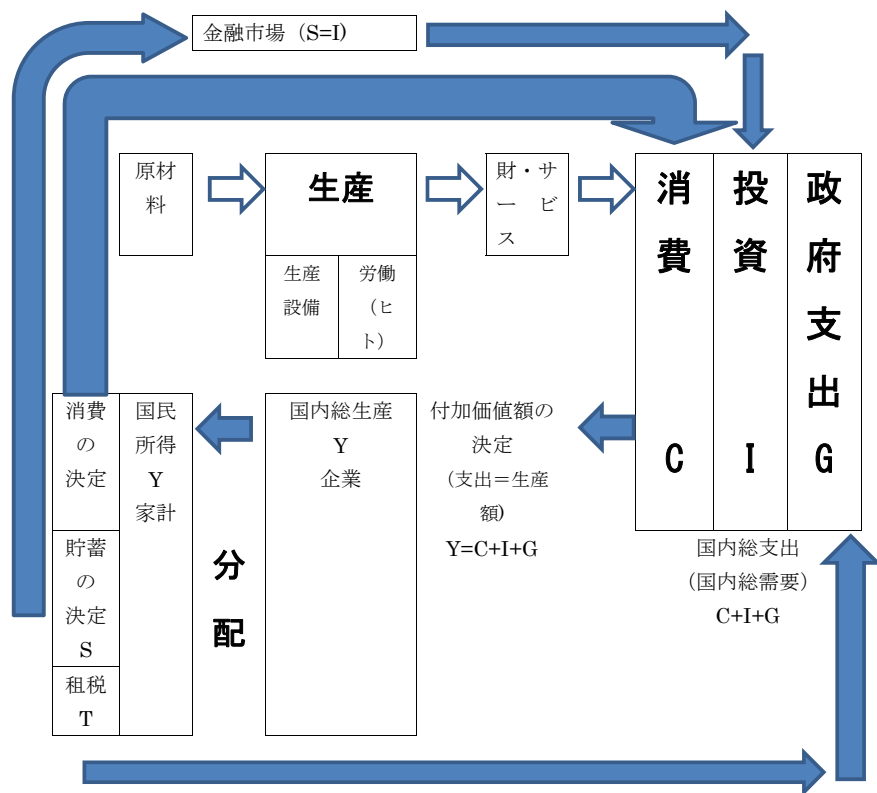 金融市場（S=I)
原材
料
生産
財・サ
ービ
ス
生産
設備
労働
（ヒ
ト）
消
費
C
投
資
I
政
府
支
出
G
消費
の
決定
国民
所得
Y
家計
国内総生産
Y
企業
付加価値額の
決定
（支出＝生産
額）
Y=C+I+G
貯蓄
の
決定
S
租税
T
分
配
国内総支出
（国内総需要）
C+I+G